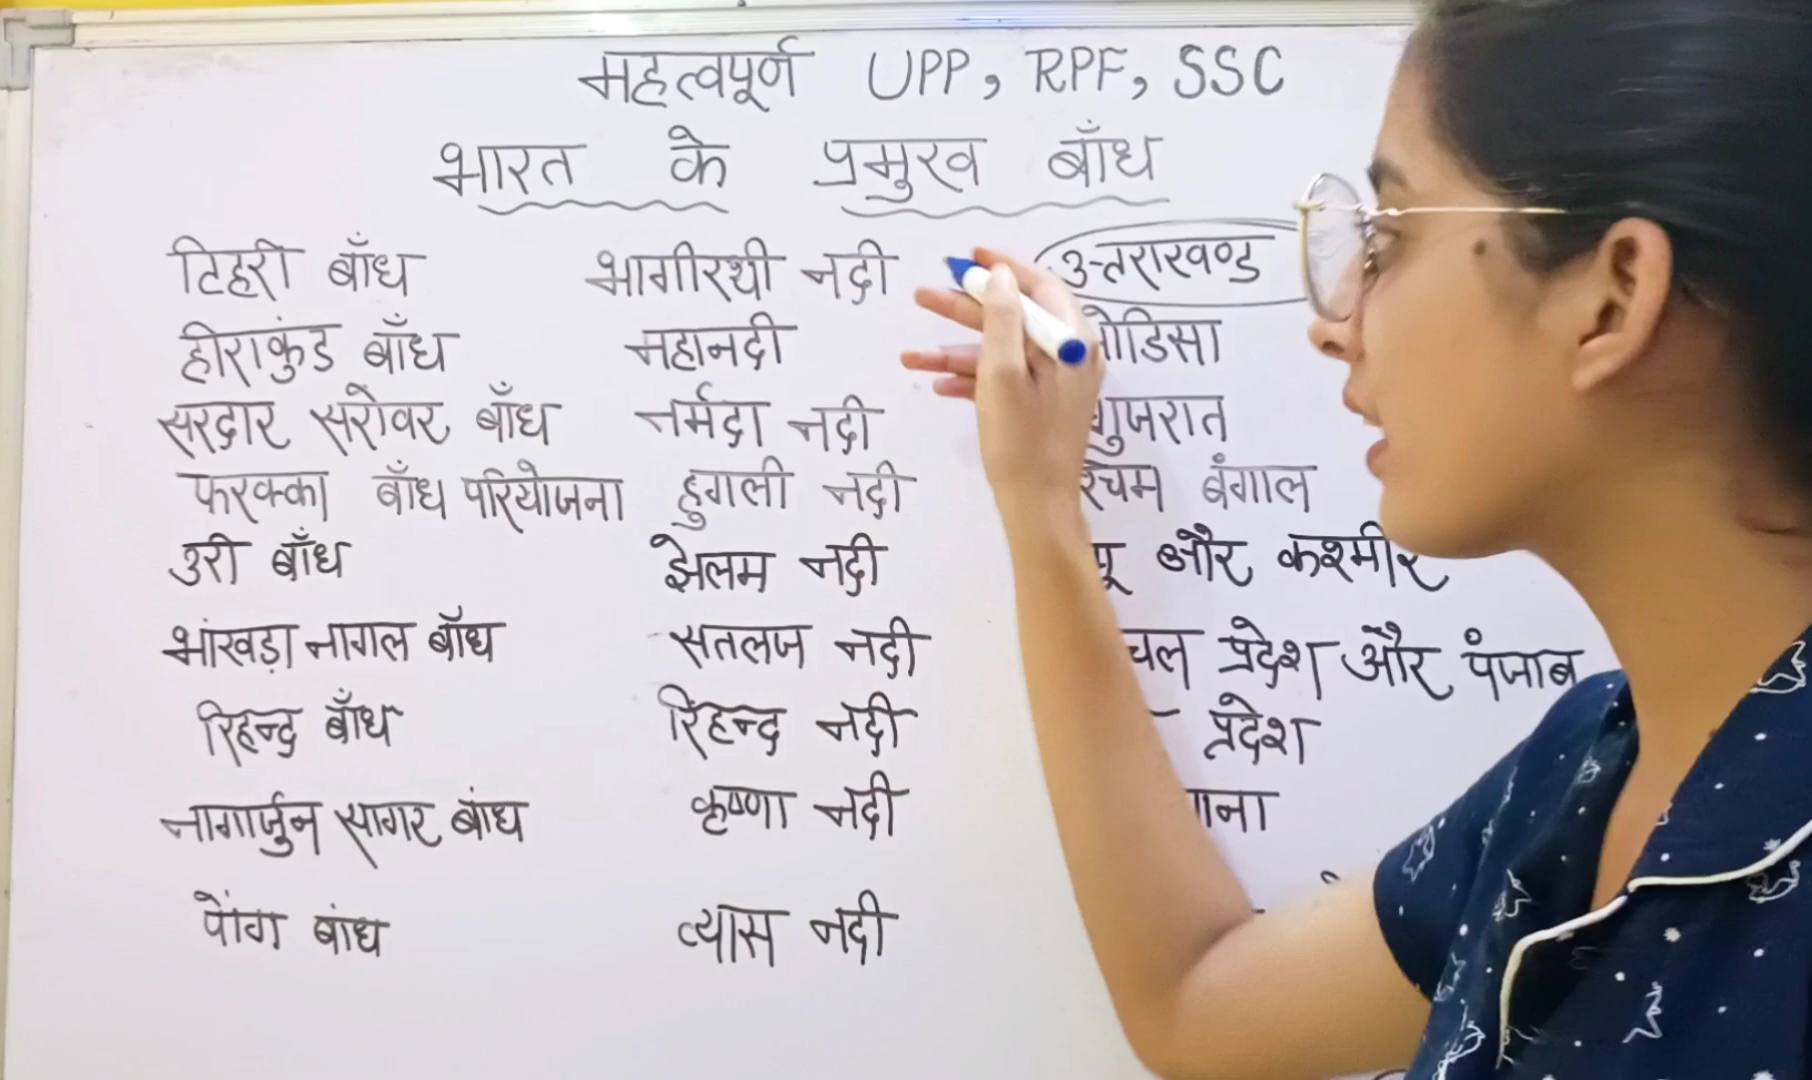 महत्वपूर्ण UPP, RPF, SSC
भारत के प्रमुख बाँध
टिहरी बाँध भागीरथी नदी उत्तराखण्ड
हीराकुंड बाँध महानदी
सरदार सरोवर बाँध नर्मदा नदी गुजरात
फरक्का बाँध परियोजना हुगली नदी बंगाल
उरी बाँध झेलम नदी और कश्मीर
भांखड़ा नागल बाँध सतलज नदी प्रदेश और पंजाब
रिहन्द बाँध रिहन्द नदी प्रदेश
नागार्जुन सागर बांध कृष्णा नदी
पोंग बांध व्यास नदी